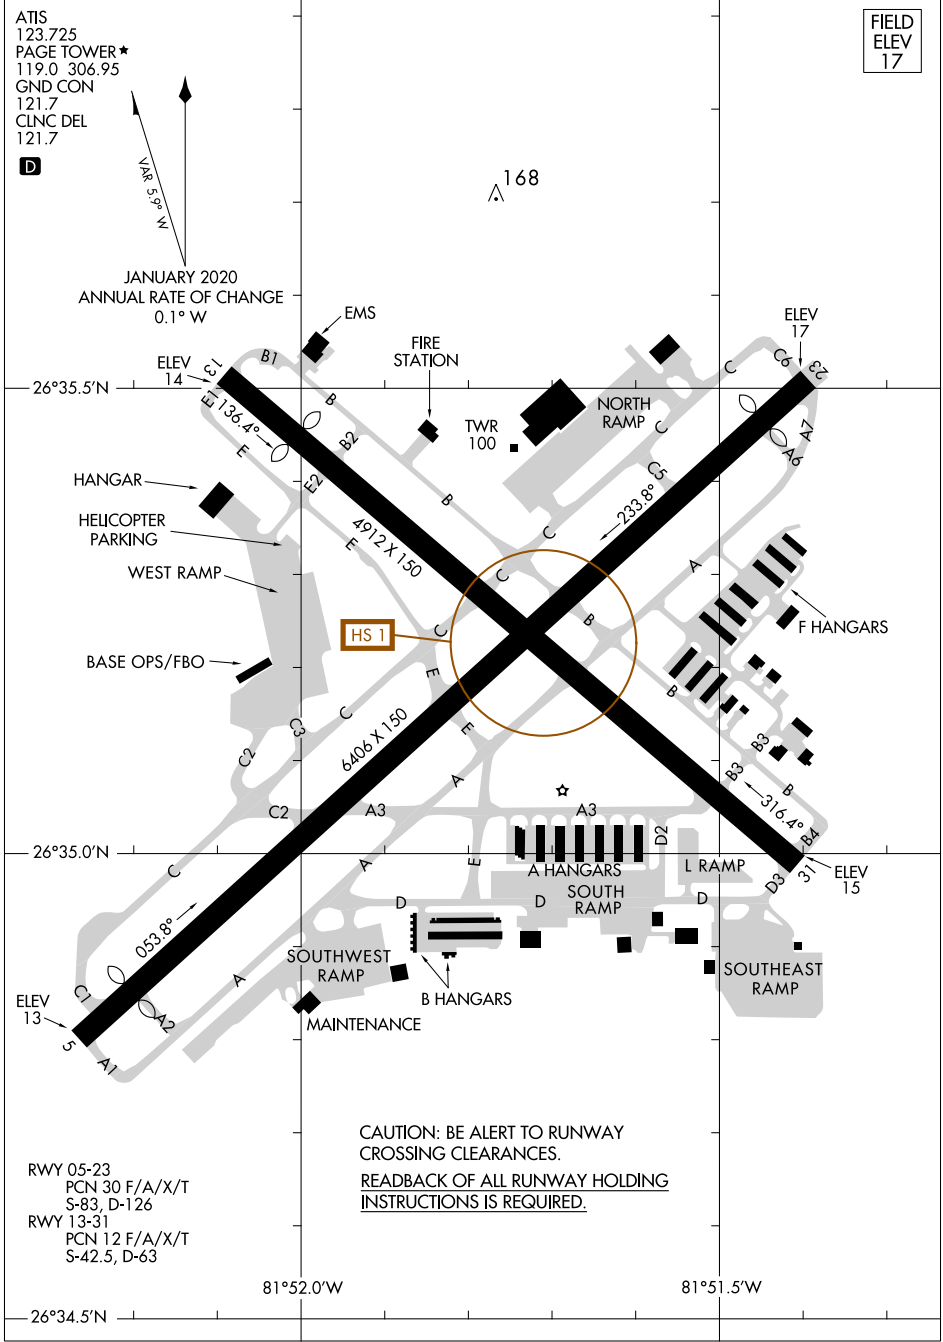 ATIS
123.725
PAGE TOWER★
119.0 306.95
GND CON
121.7
CLNC DEL
121.7
D
FIELD
ELEV
17
VAR 5.9° W
JANUARY 2020
ANNUAL RATE OF CHANGE
0.1° W
168
EMS
FIRE
STATION
ELEV
17
ELEV
14
13
B1
C
C6
23
26°35.5'N
E1
136.4°
B
B2
TWR
100
NORTH
RAMP
C
A7
A6
E
E2
C5
HANGAR
B
233.8°
HELICOPTER
PARKING
4912 X 150
E
C
WEST RAMP
C
A
HS 1
C
B
F HANGARS
BASE OPS/FBO
E
B
C
C3
6406 X 150
E
B3
C2
A
B3
B
C2
A3
A3
316.4°
B4
26°35.0'N
C
A
E
A HANGARS
D2
L RAMP
D3
31
ELEV
15
SOUTH
RAMP
D
D
D
053.8°
SOUTHWEST
RAMP
SOUTHEAST
RAMP
A
B HANGARS
C1
ELEV
13
A2
MAINTENANCE
5
A1
CAUTION: BE ALERT TO RUNWAY
CROSSING CLEARANCES.
READBACK OF ALL RUNWAY HOLDING
INSTRUCTIONS IS REQUIRED.
RWY 05-23
PCN 30 F/A/X/T
S-83, D-126
RWY 13-31
PCN 12 F/A/X/T
S-42.5, D-63
81°52.0'W
81°51.5'W
26°34.5'N